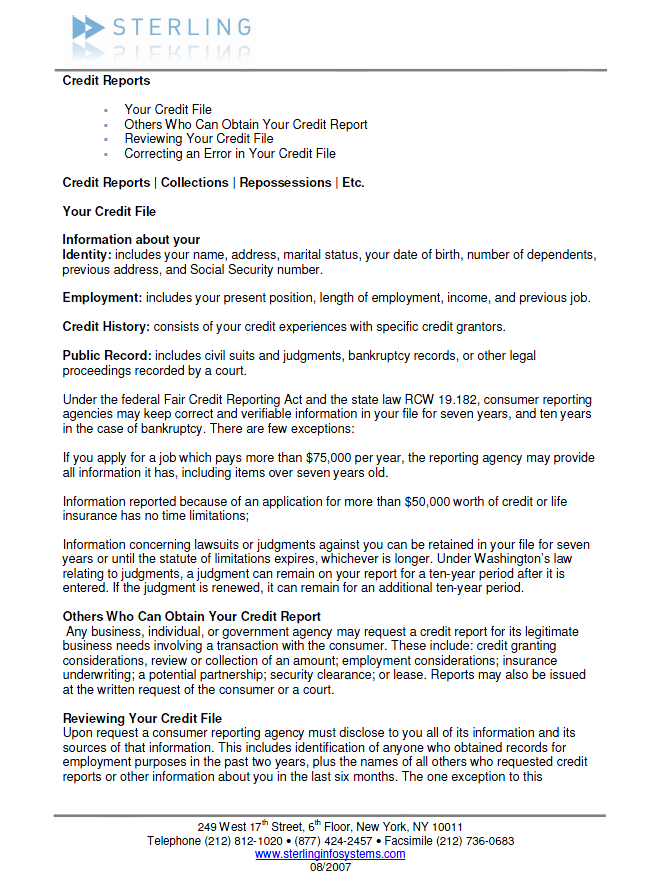 STERLING
Credit Reports
▪ Your Credit File
▪ Others Who Can Obtain Your Credit Report
▪ Reviewing Your Credit File
▪ Correcting an Error in Your Credit File
Credit Reports | Collections | Repossessions | Etc.
Your Credit File
Information about your
Identity: includes your name, address, marital status, your date of birth, number of dependents,
previous address, and Social Security number.
Employment: includes your present position, length of employment, income, and previous job.
Credit History: consists of your credit experiences with specific credit grantors.
Public Record: includes civil suits and judgments, bankruptcy records, or other legal
proceedings recorded by a court.
Under the federal Fair Credit Reporting Act and the state law RCW 19.182, consumer reporting
agencies may keep correct and verifiable information in your file for seven years, and ten years
in the case of bankruptcy. There are few exceptions:
If you apply for a job which pays more than $75,000 per year, the reporting agency may provide
all information it has, including items over seven years old.
Information reported because of an application for more than $50,000 worth of credit or life
insurance has no time limitations;
Information concerning lawsuits or judgments against you can be retained in your file for seven
years or until the statute of limitations expires, whichever is longer. Under Washington's law
relating to judgments, a judgment can remain on your report for a ten-year period after it is
entered. If the judgment is renewed, it can remain for an additional ten-year period.
Others Who Can Obtain Your Credit Report
Any business, individual, or government agency may request a credit report for its legitimate
business needs involving a transaction with the consumer. These include: credit granting
considerations, review or collection of an amount; employment considerations; insurance
underwriting; a potential partnership; security clearance; or lease. Reports may also be issued
at the written request of the consumer or a court.
Reviewing Your Credit File
Upon request a consumer reporting agency must disclose to you all of its information and its
sources of that information. This includes identification of anyone who obtained records for
employment purposes in the past two years, plus the names of all others who requested credit
reports or other information about you in the last six months. The one exception to this
249 West 17th Street, 6th Floor, New York, NY 10011
Telephone (212) 812-1020 • (877) 424-2457 • Facsimile (212) 736-0683
www.sterlinginfosystems.com
08/2007